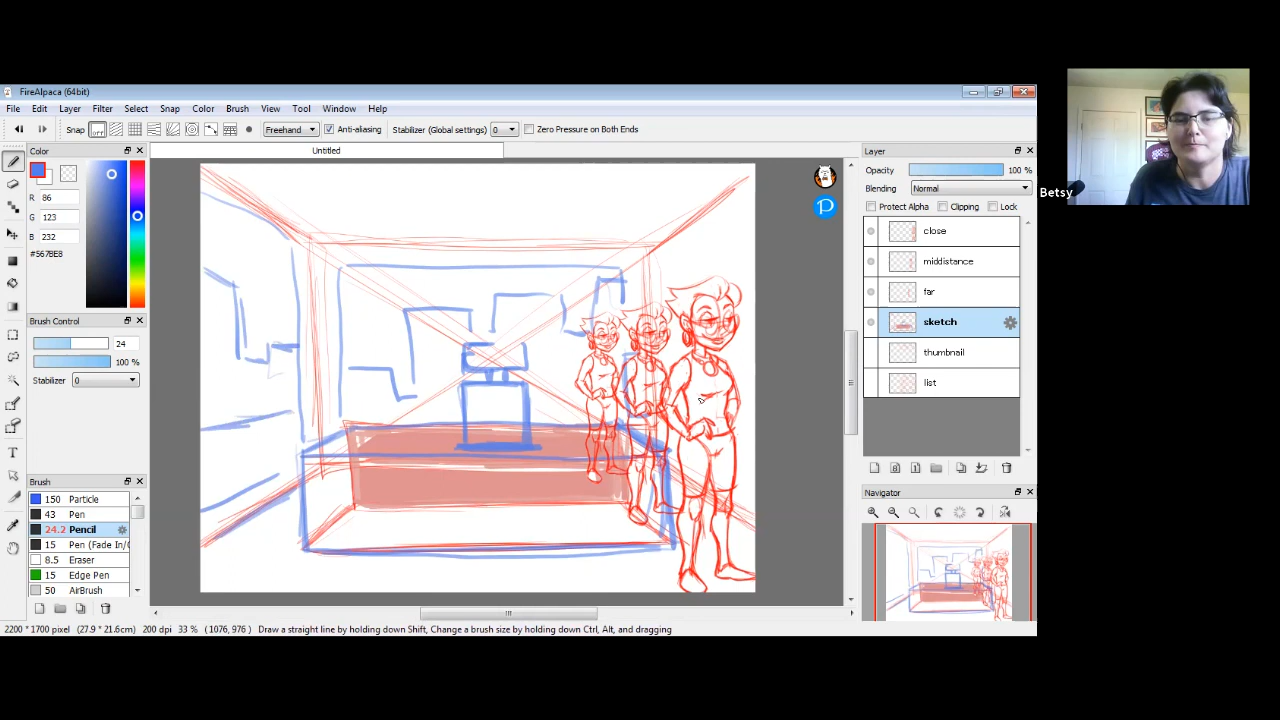 FireAlpaca (64bit)
File Edit Layer Filter Select Snap Color Brush View Tool Window Help
Snap OFF Freehand Anti-aliasing Stabilizer (Global settings) 0 Zero Pressure on Both Ends
Color
Untitled
Layer
Opacity 100 %
Blending Normal
Betsy
R 86
Protect Alpha Clipping Lock
G 123
close
B 232
#567BE8
middistance
far
Brush Control
sketch
24
100 %
thumbnail
Stabilizer 0
list
Brush
Navigator
150 Particle
43 Pen
24.2 Pencil
15 Pen (Fade In/
8.5 Eraser
15 Edge Pen
50 AirBrush
2200 * 1700 pixel (27.9 * 21.6cm) 200 dpi 33 % (1076, 976) Draw a straight line by holding down Shift, Change a brush size by holding down Ctrl, Alt, and dragging